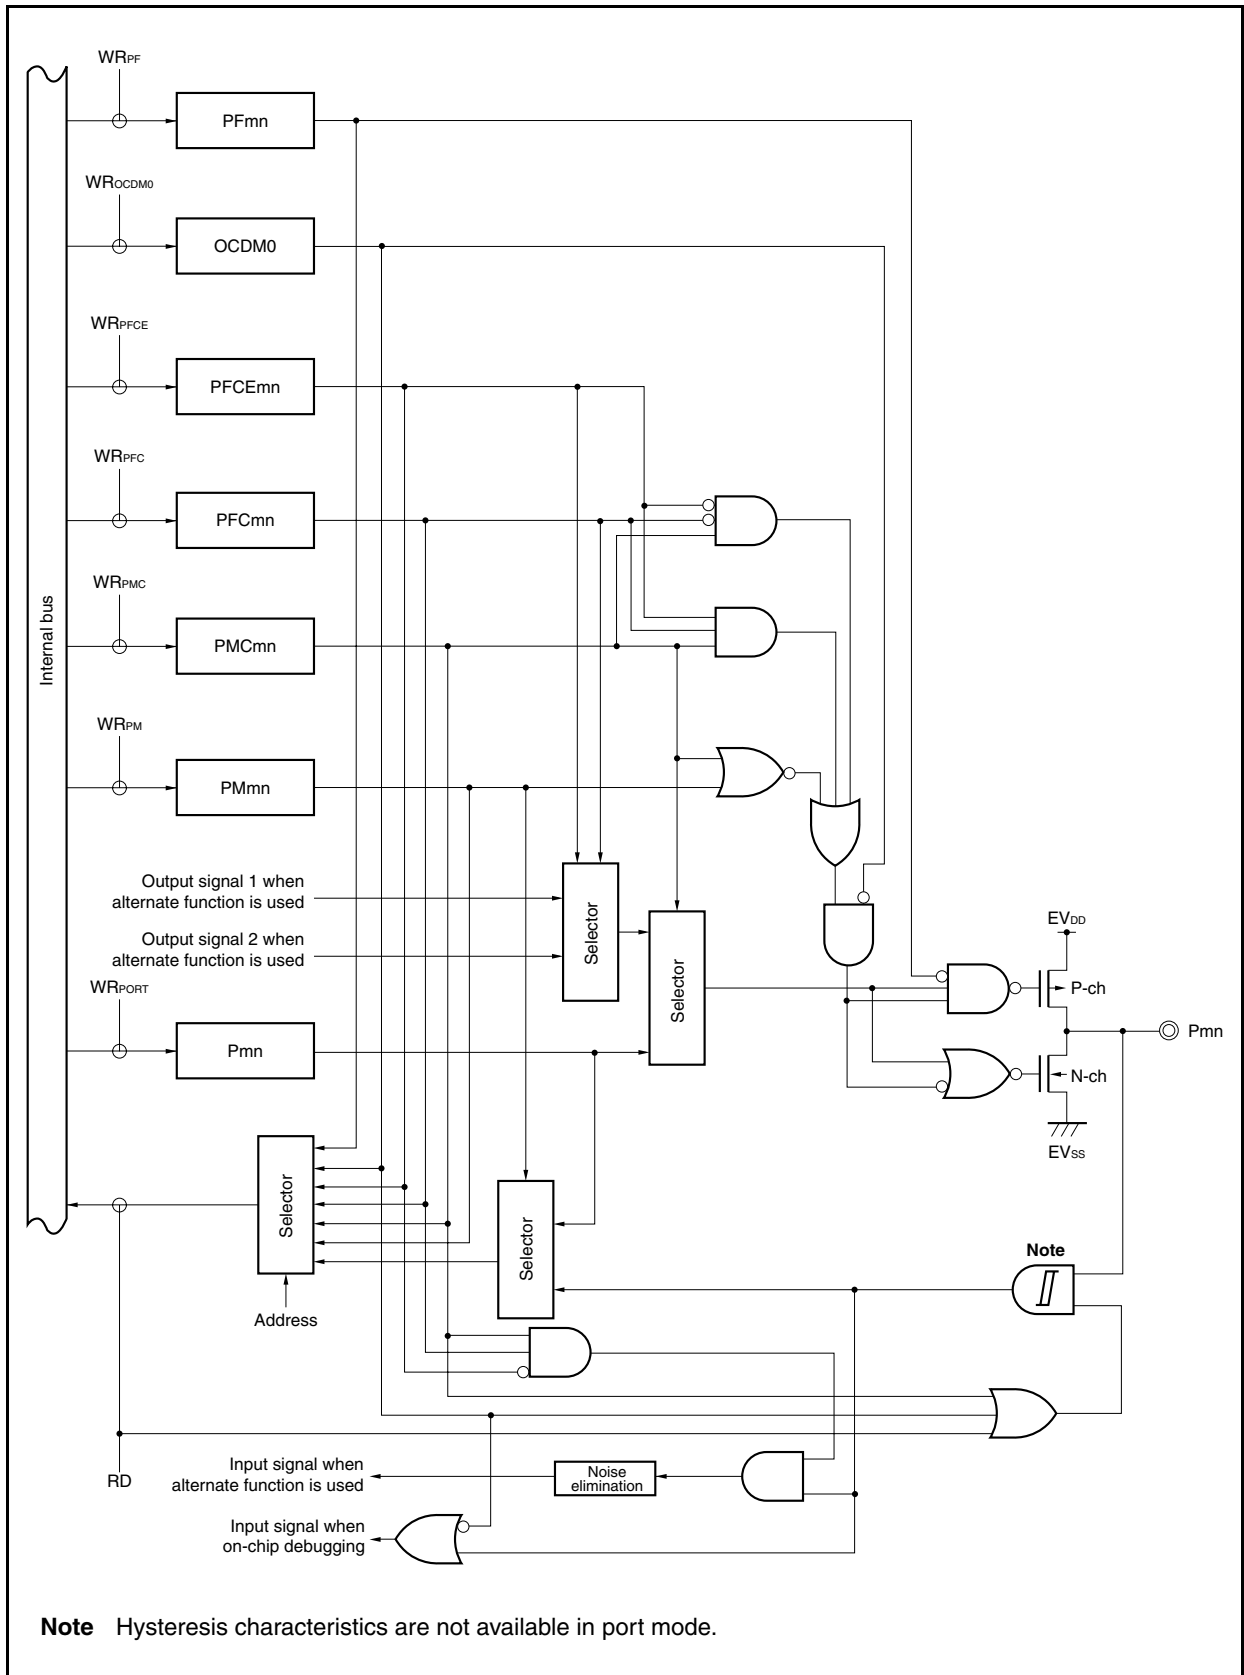 WRPF
PFmn
WROCDM0
OCDM0
WRPFCE
PFCEmn
WRPFC
PFCmn
WRPMC
Internal bus
PMCmn
WRPM
PMmn
Output signal 1 when
alternate function is used
Output signal 2 when
alternate function is used
Selector
Selector
EVDD
P-ch
WRPORT
Pmn
Pmn
N-ch
EVSS
Selector
Selector
Address
Note
RD
Input signal when
alternate function is used
Noise
elimination
Input signal when
on-chip debugging
Note Hysteresis characteristics are not available in port mode.